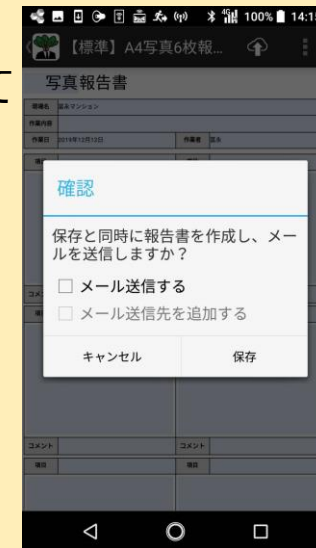 て
100% 14:15
【標準】A4写真6枚報...
写真報告書
現場名 富永マンション
作業内容
作業日 2019年12月12日 作業者 富永
確認
保存と同時に報告書を作成し、メー
ルを送信しますか？
メール送信する
メール送信先を追加する
キャンセル 保存
コメント コメント
項目 項目